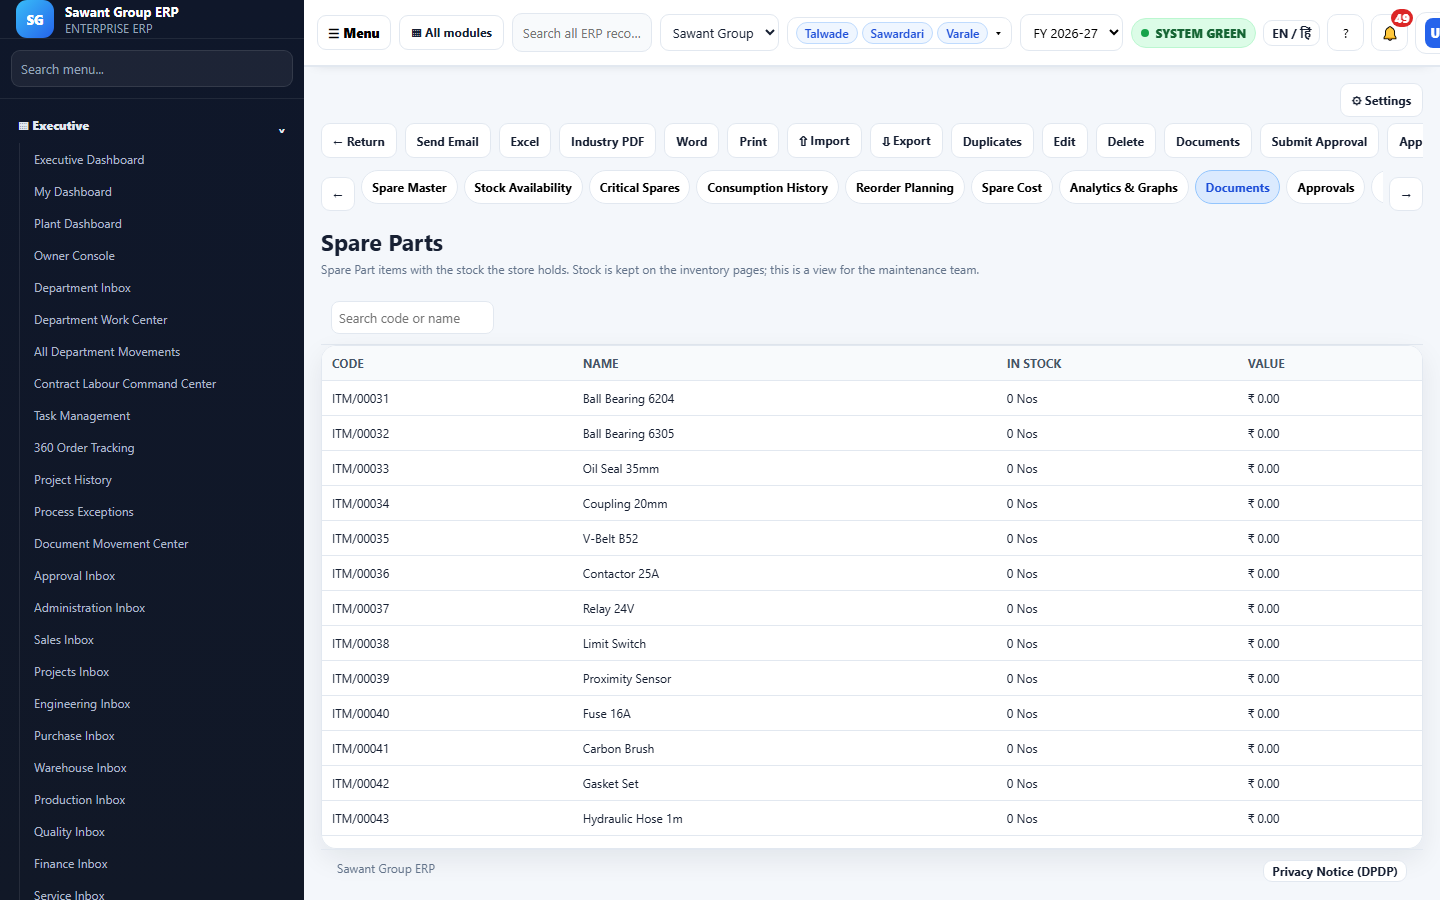 SG
Sawant Group ERP
ENTERPRISE ERP
Search menu...
Executive
Executive Dashboard
My Dashboard
Plant Dashboard
Owner Console
Department Inbox
Department Work Center
All Department Movements
Contract Labour Command Center
Task Management
360 Order Tracking
Project History
Process Exceptions
Document Movement Center
Approval Inbox
Administration Inbox
Sales Inbox
Projects Inbox
Engineering Inbox
Purchase Inbox
Warehouse Inbox
Production Inbox
Quality Inbox
Finance Inbox
Service Inbox
☰ Menu All modules Search all ERP reco... Sawant Group Talwade Sawardari Varale FY 2026-27 SYSTEM GREEN EN / हिं ? 49 U
Settings
← Return Send Email Excel Industry PDF Word Print ⇧ Import ⇩ Export Duplicates Edit Delete Documents Submit Approval App
← Spare Master Stock Availability Critical Spares Consumption History Reorder Planning Spare Cost Analytics & Graphs Documents Approvals →
Spare Parts
Spare Part items with the stock the store holds. Stock is kept on the inventory pages; this is a view for the maintenance team.
Search code or name
CODE NAME IN STOCK VALUE
ITM/00031 Ball Bearing 6204 0 Nos ₹ 0.00
ITM/00032 Ball Bearing 6305 0 Nos ₹ 0.00
ITM/00033 Oil Seal 35mm 0 Nos ₹ 0.00
ITM/00034 Coupling 20mm 0 Nos ₹ 0.00
ITM/00035 V-Belt B52 0 Nos ₹ 0.00
ITM/00036 Contactor 25A 0 Nos ₹ 0.00
ITM/00037 Relay 24V 0 Nos ₹ 0.00
ITM/00038 Limit Switch 0 Nos ₹ 0.00
ITM/00039 Proximity Sensor 0 Nos ₹ 0.00
ITM/00040 Fuse 16A 0 Nos ₹ 0.00
ITM/00041 Carbon Brush 0 Nos ₹ 0.00
ITM/00042 Gasket Set 0 Nos ₹ 0.00
ITM/00043 Hydraulic Hose 1m 0 Nos ₹ 0.00
Sawant Group ERP
Privacy Notice (DPDP)